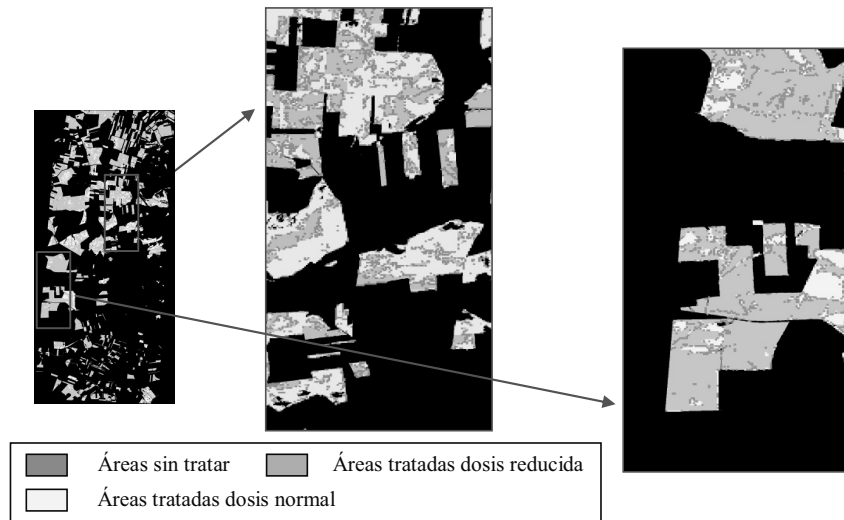 Áreas sin tratar
Áreas tratadas dosis reducida
Áreas tratadas dosis normal